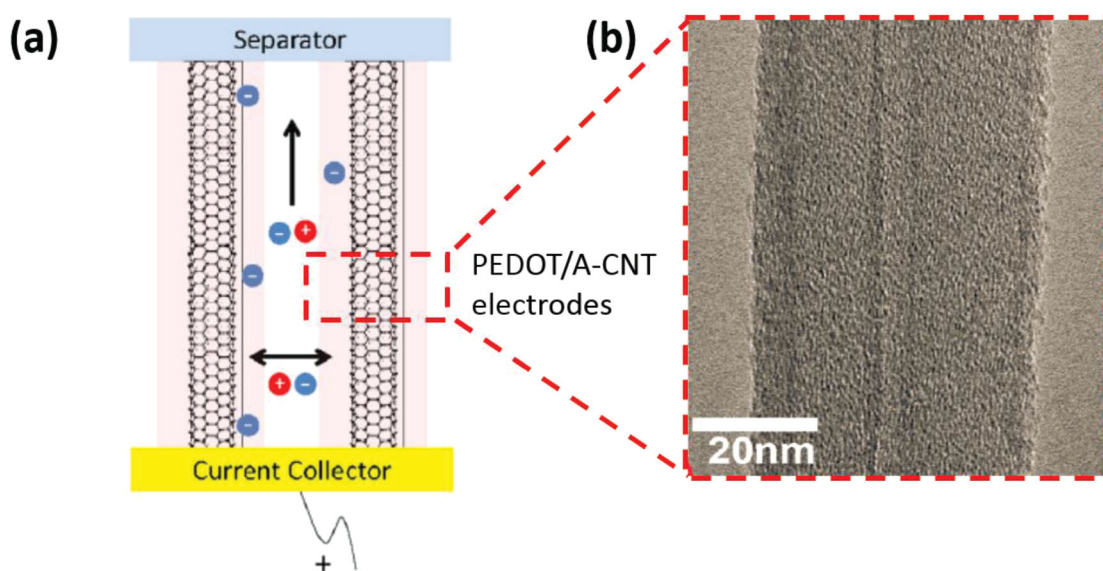 (a)
Separator
−
−
− +
−
+ −
−
Current Collector
+
PEDOT/A-CNT
electrodes
(b)
20nm